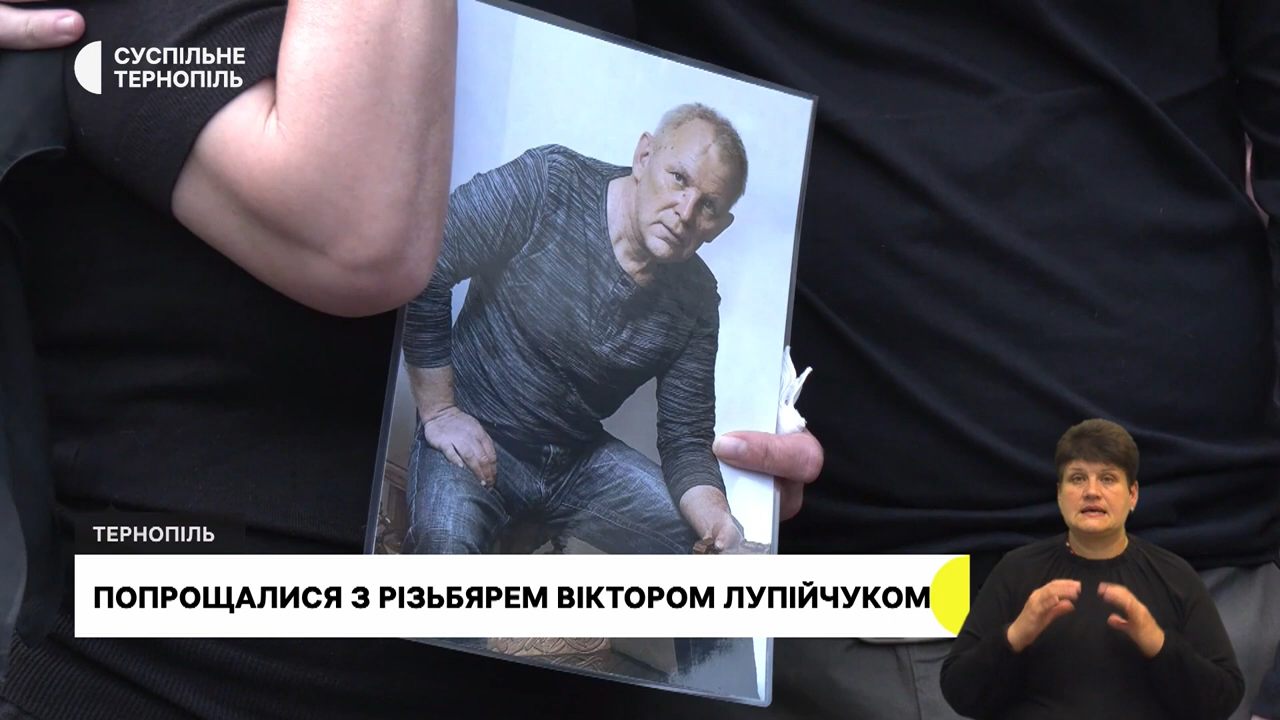 СУСПІЛЬНЕ
ТЕРНОПІЛЬ
ТЕРНОПІЛЬ
ПОПРОЩАЛИСЯ З РІЗЬБЯРЕМ ВІКТОРОМ ЛУПІЙЧУКОМ